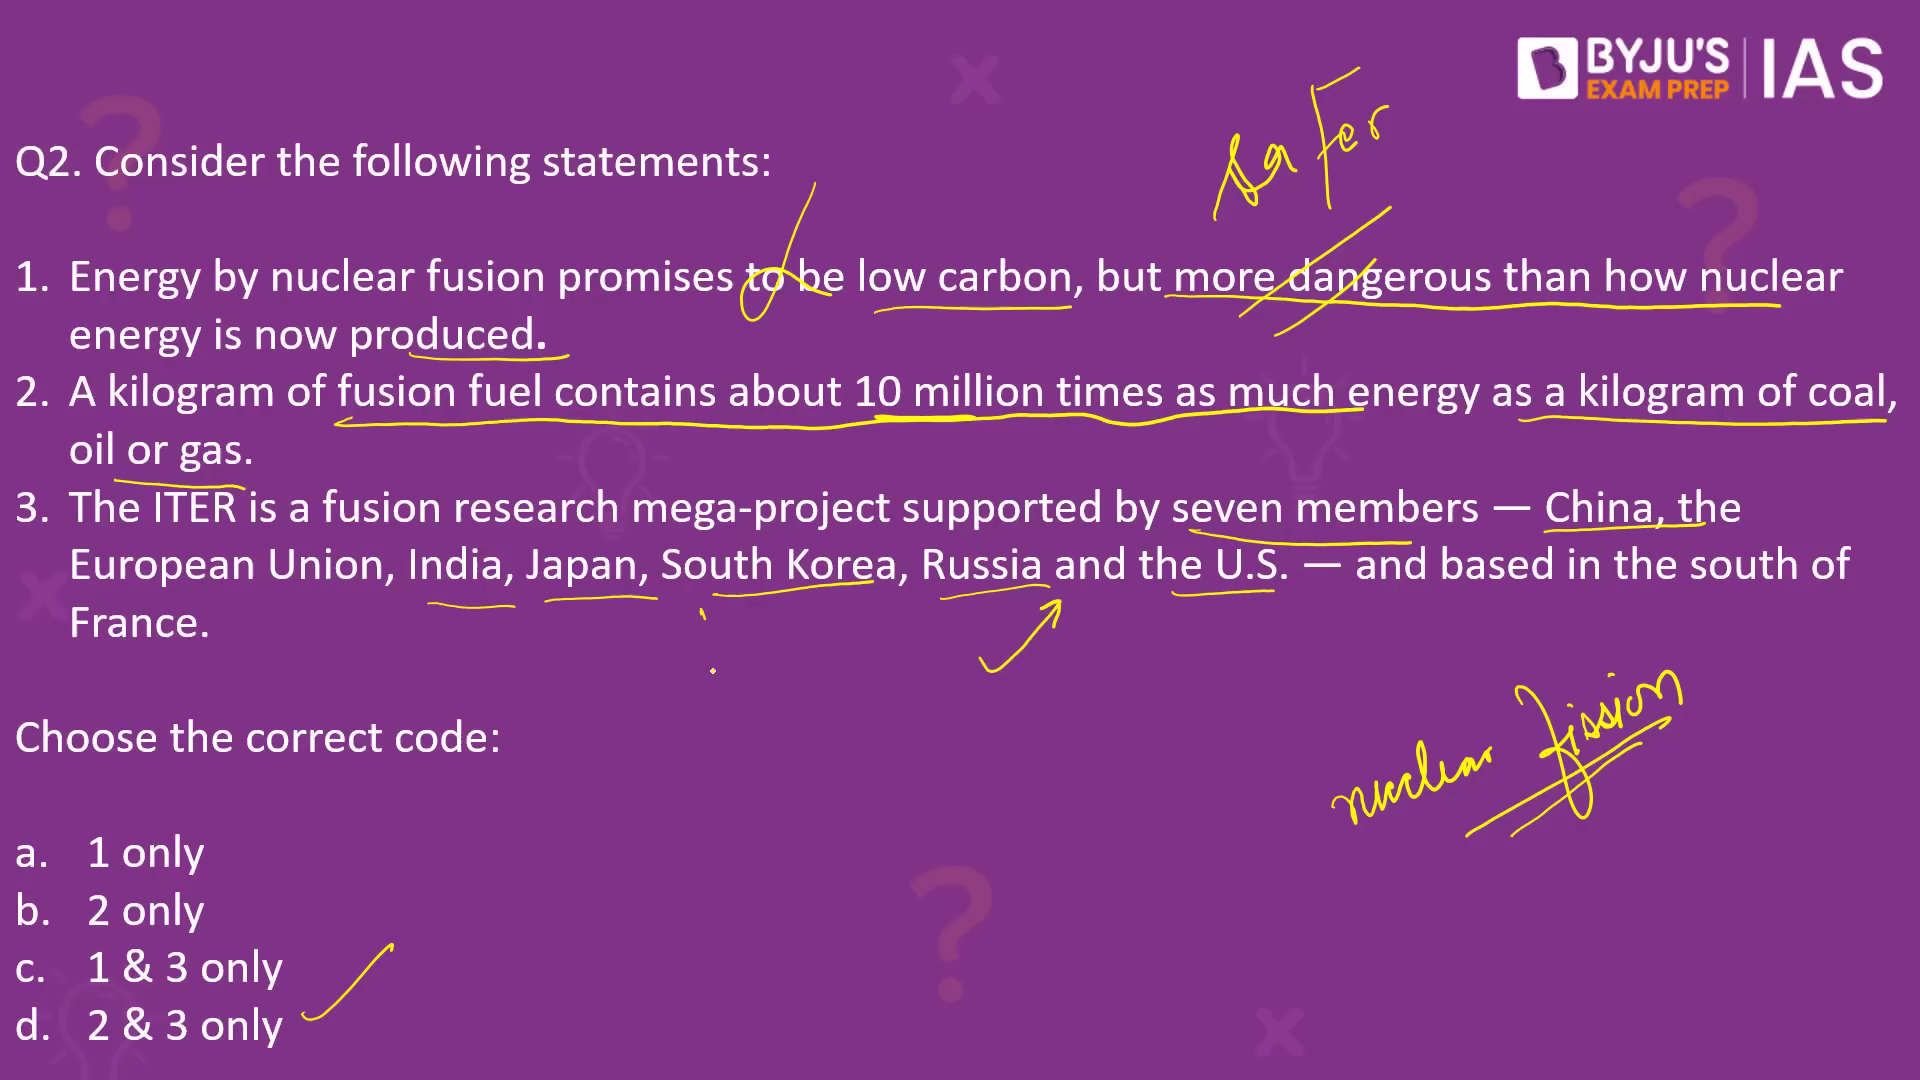 BYJU'S
EXAM PREP
IAS
Safer
Q2. Consider the following statements:
1. Energy by nuclear fusion promises to be low carbon, but more dangerous than how nuclear
energy is now produced.
2. A kilogram of fusion fuel contains about 10 million times as much energy as a kilogram of coal,
oil or gas.
3. The ITER is a fusion research mega-project supported by seven members — China, the
European Union, India, Japan, South Korea, Russia and the U.S. — and based in the south of
France.
nuclear fission
Choose the correct code:
a. 1 only
b. 2 only
c. 1 & 3 only
d. 2 & 3 only